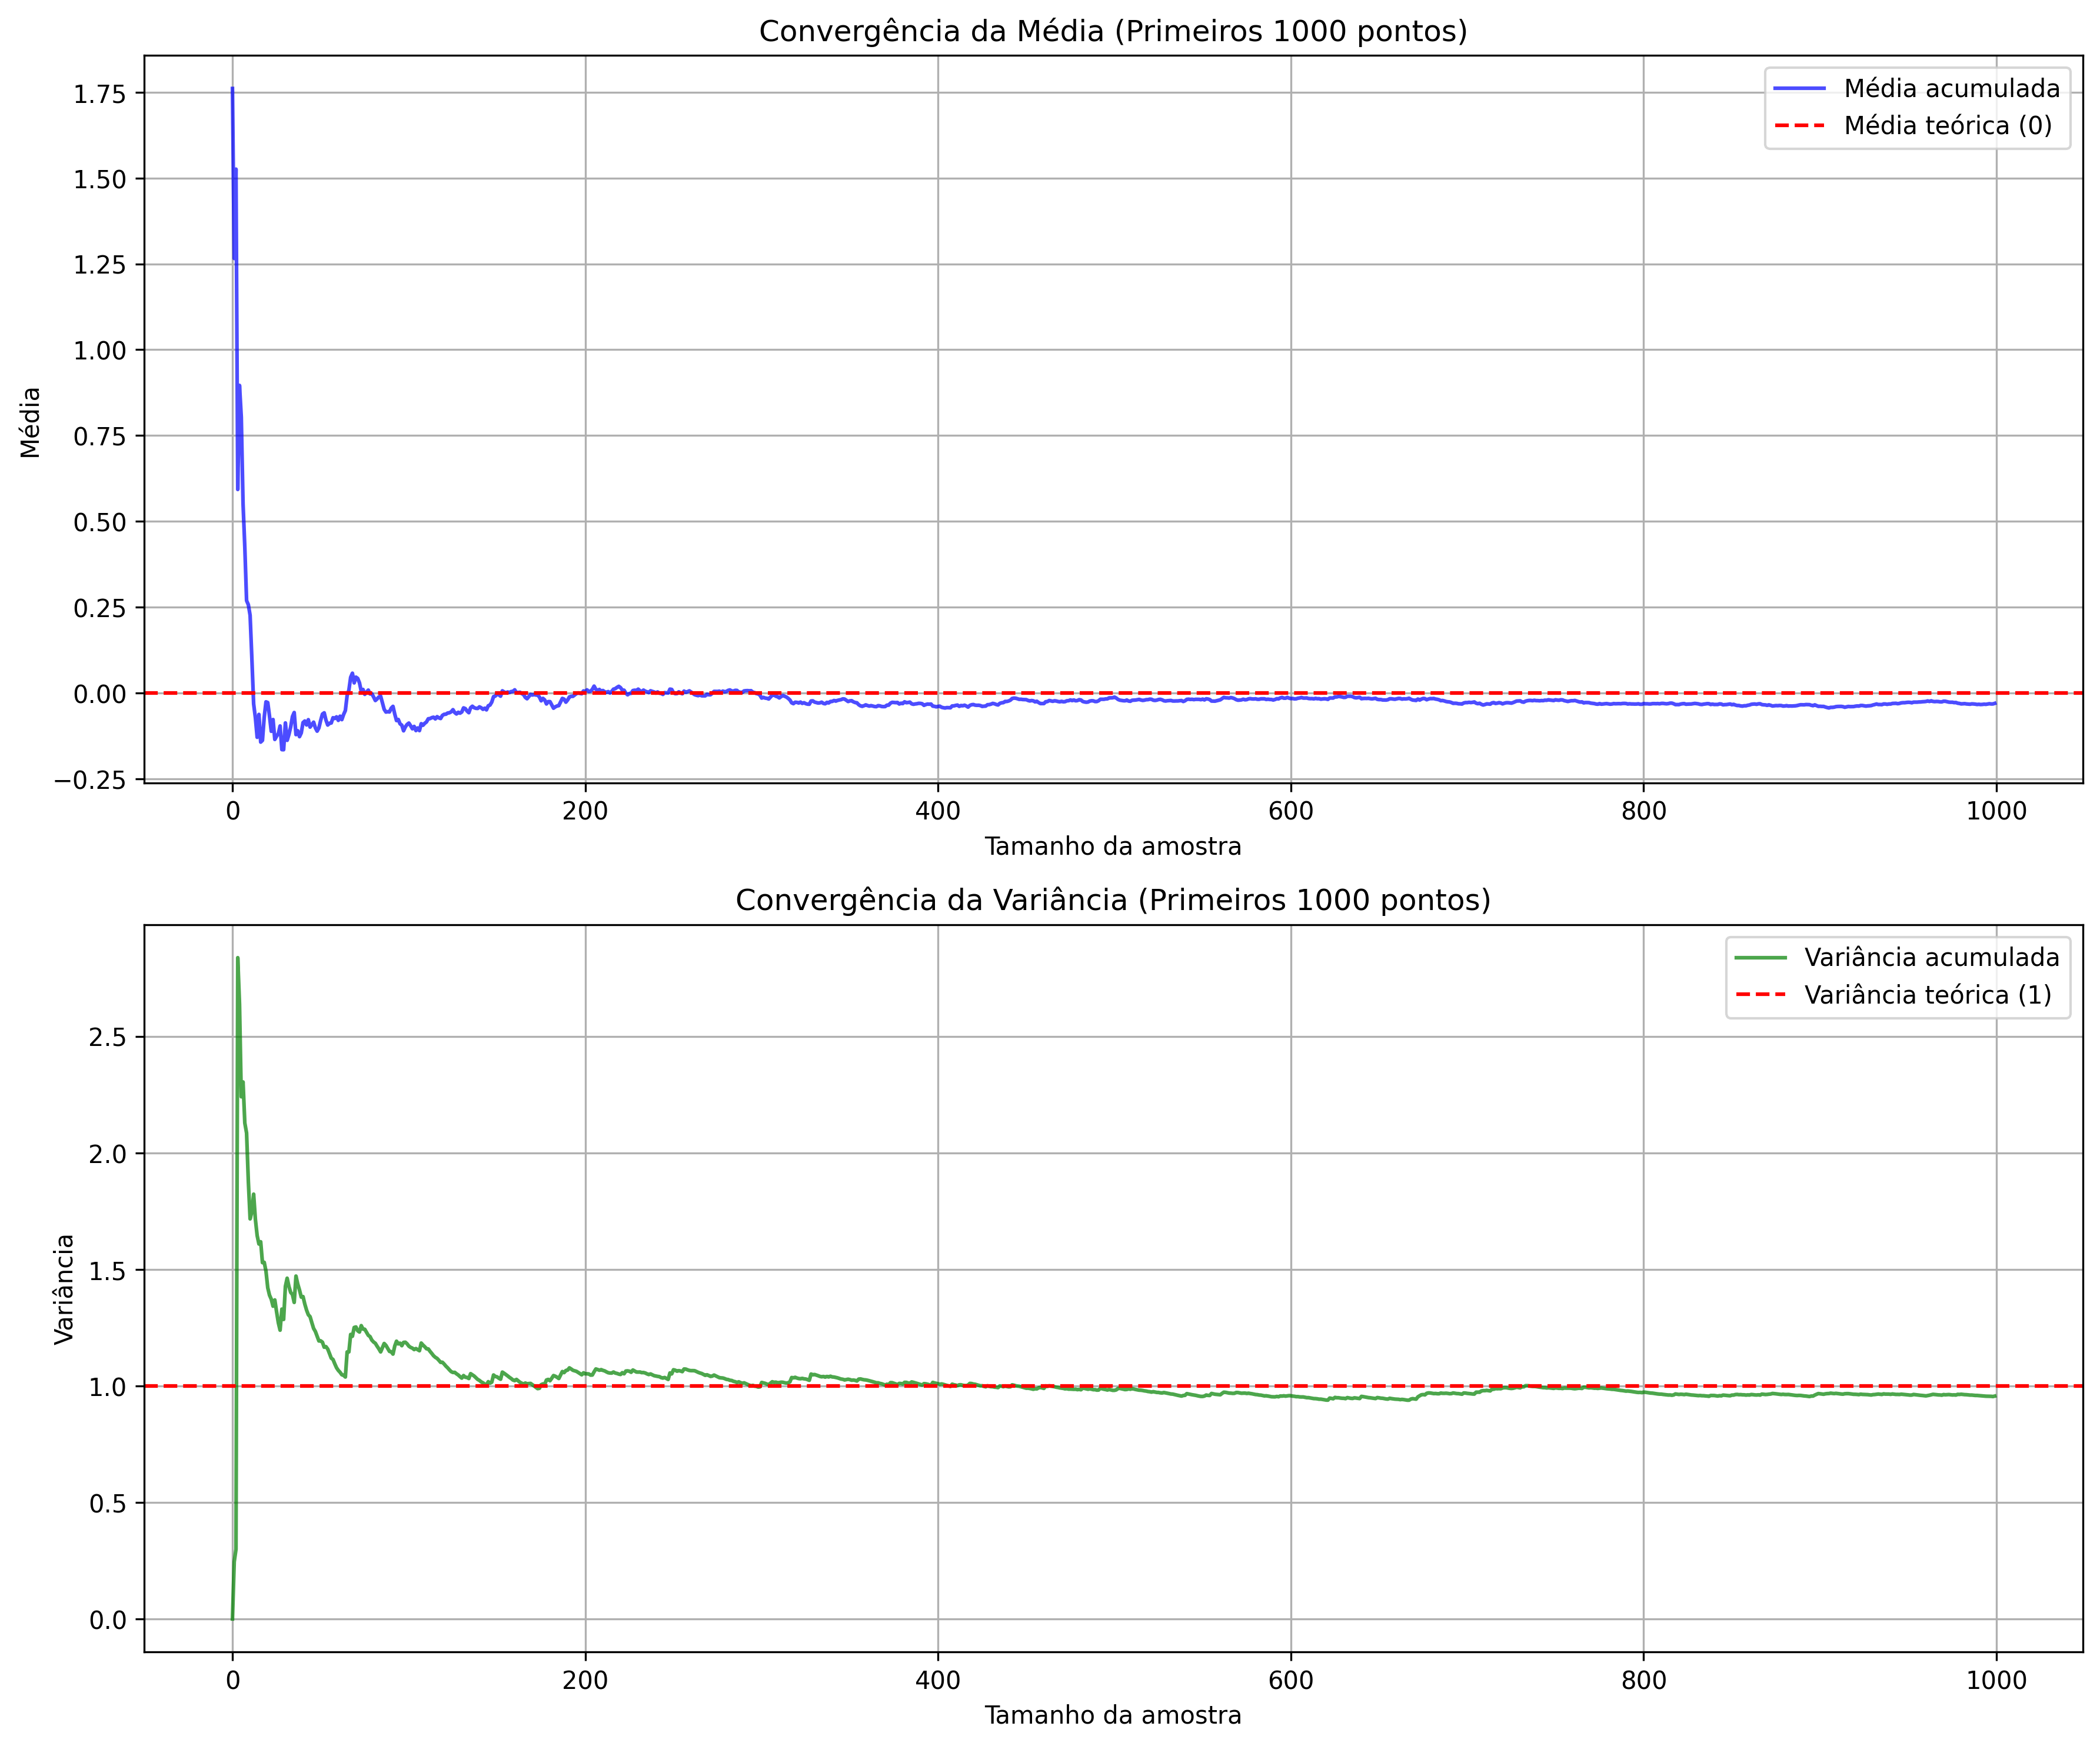 Convergência da Média (Primeiros 1000 pontos)
Média acumulada
Média teórica (0)
1.75
1.50
1.25
1.00
0.75
0.50
0.25
0.00
−0.25
Média
0 200 400 600 800 1000
Tamanho da amostra
Convergência da Variância (Primeiros 1000 pontos)
Variância acumulada
Variância teórica (1)
2.5
2.0
1.5
1.0
0.5
0.0
Variância
0 200 400 600 800 1000
Tamanho da amostra